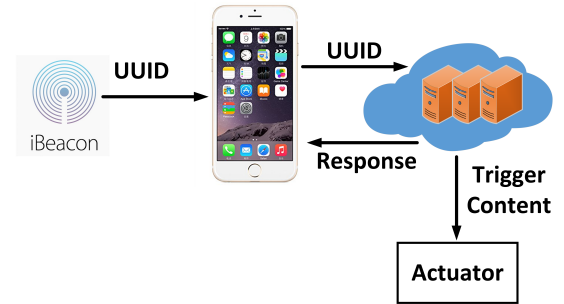 UUID
UUID
iBeacon
Response
Trigger
Content
Actuator